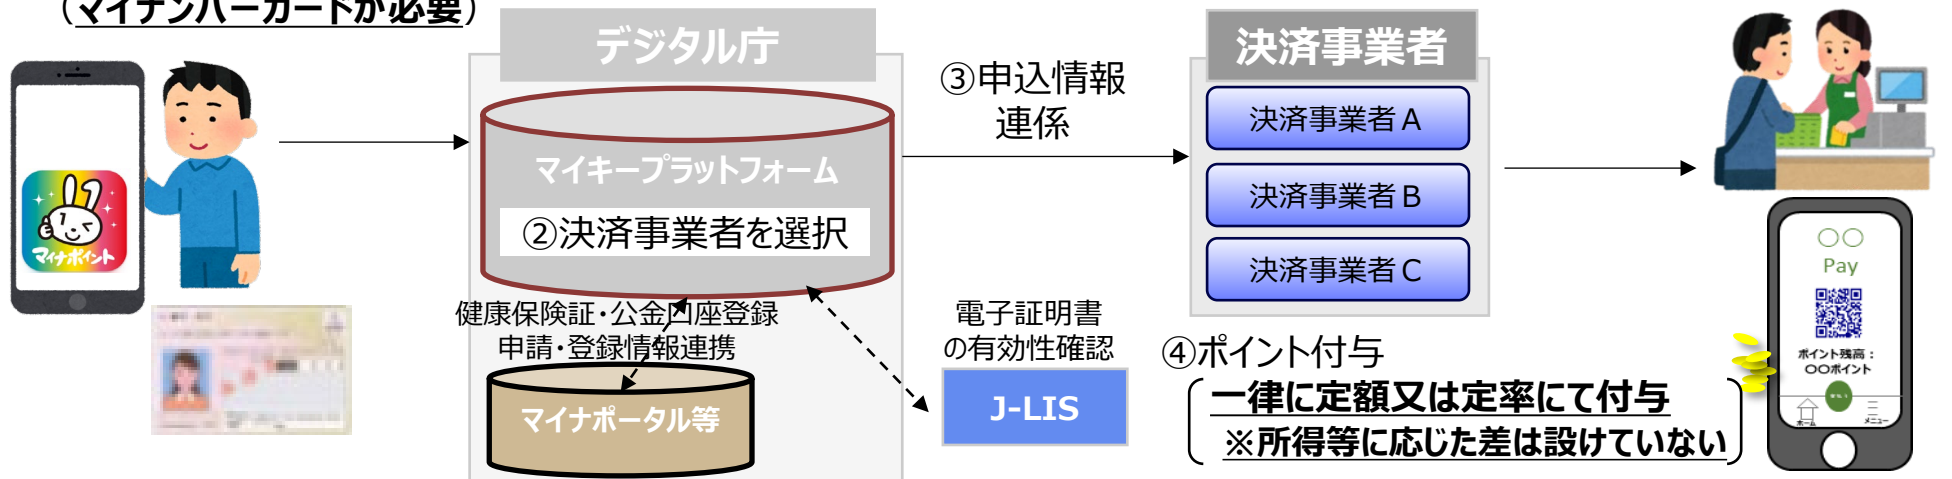 （マイナンバーカードが必要）
デジタル庁
マイキープラットフォーム
②決済事業者を選択
健康保険証・公金口座登録
申請・登録情報連携
マイナポータル等
③申込情報
連係
電子証明書
の有効性確認
J-LIS
決済事業者
決済事業者A
決済事業者B
決済事業者C
④ポイント付与
一律に定額又は定率にて付与
※所得等に応じた差は設けていない
マイナポイント
〇〇
Pay
ポイント残高：
〇〇ポイント
ホーム
メニュー